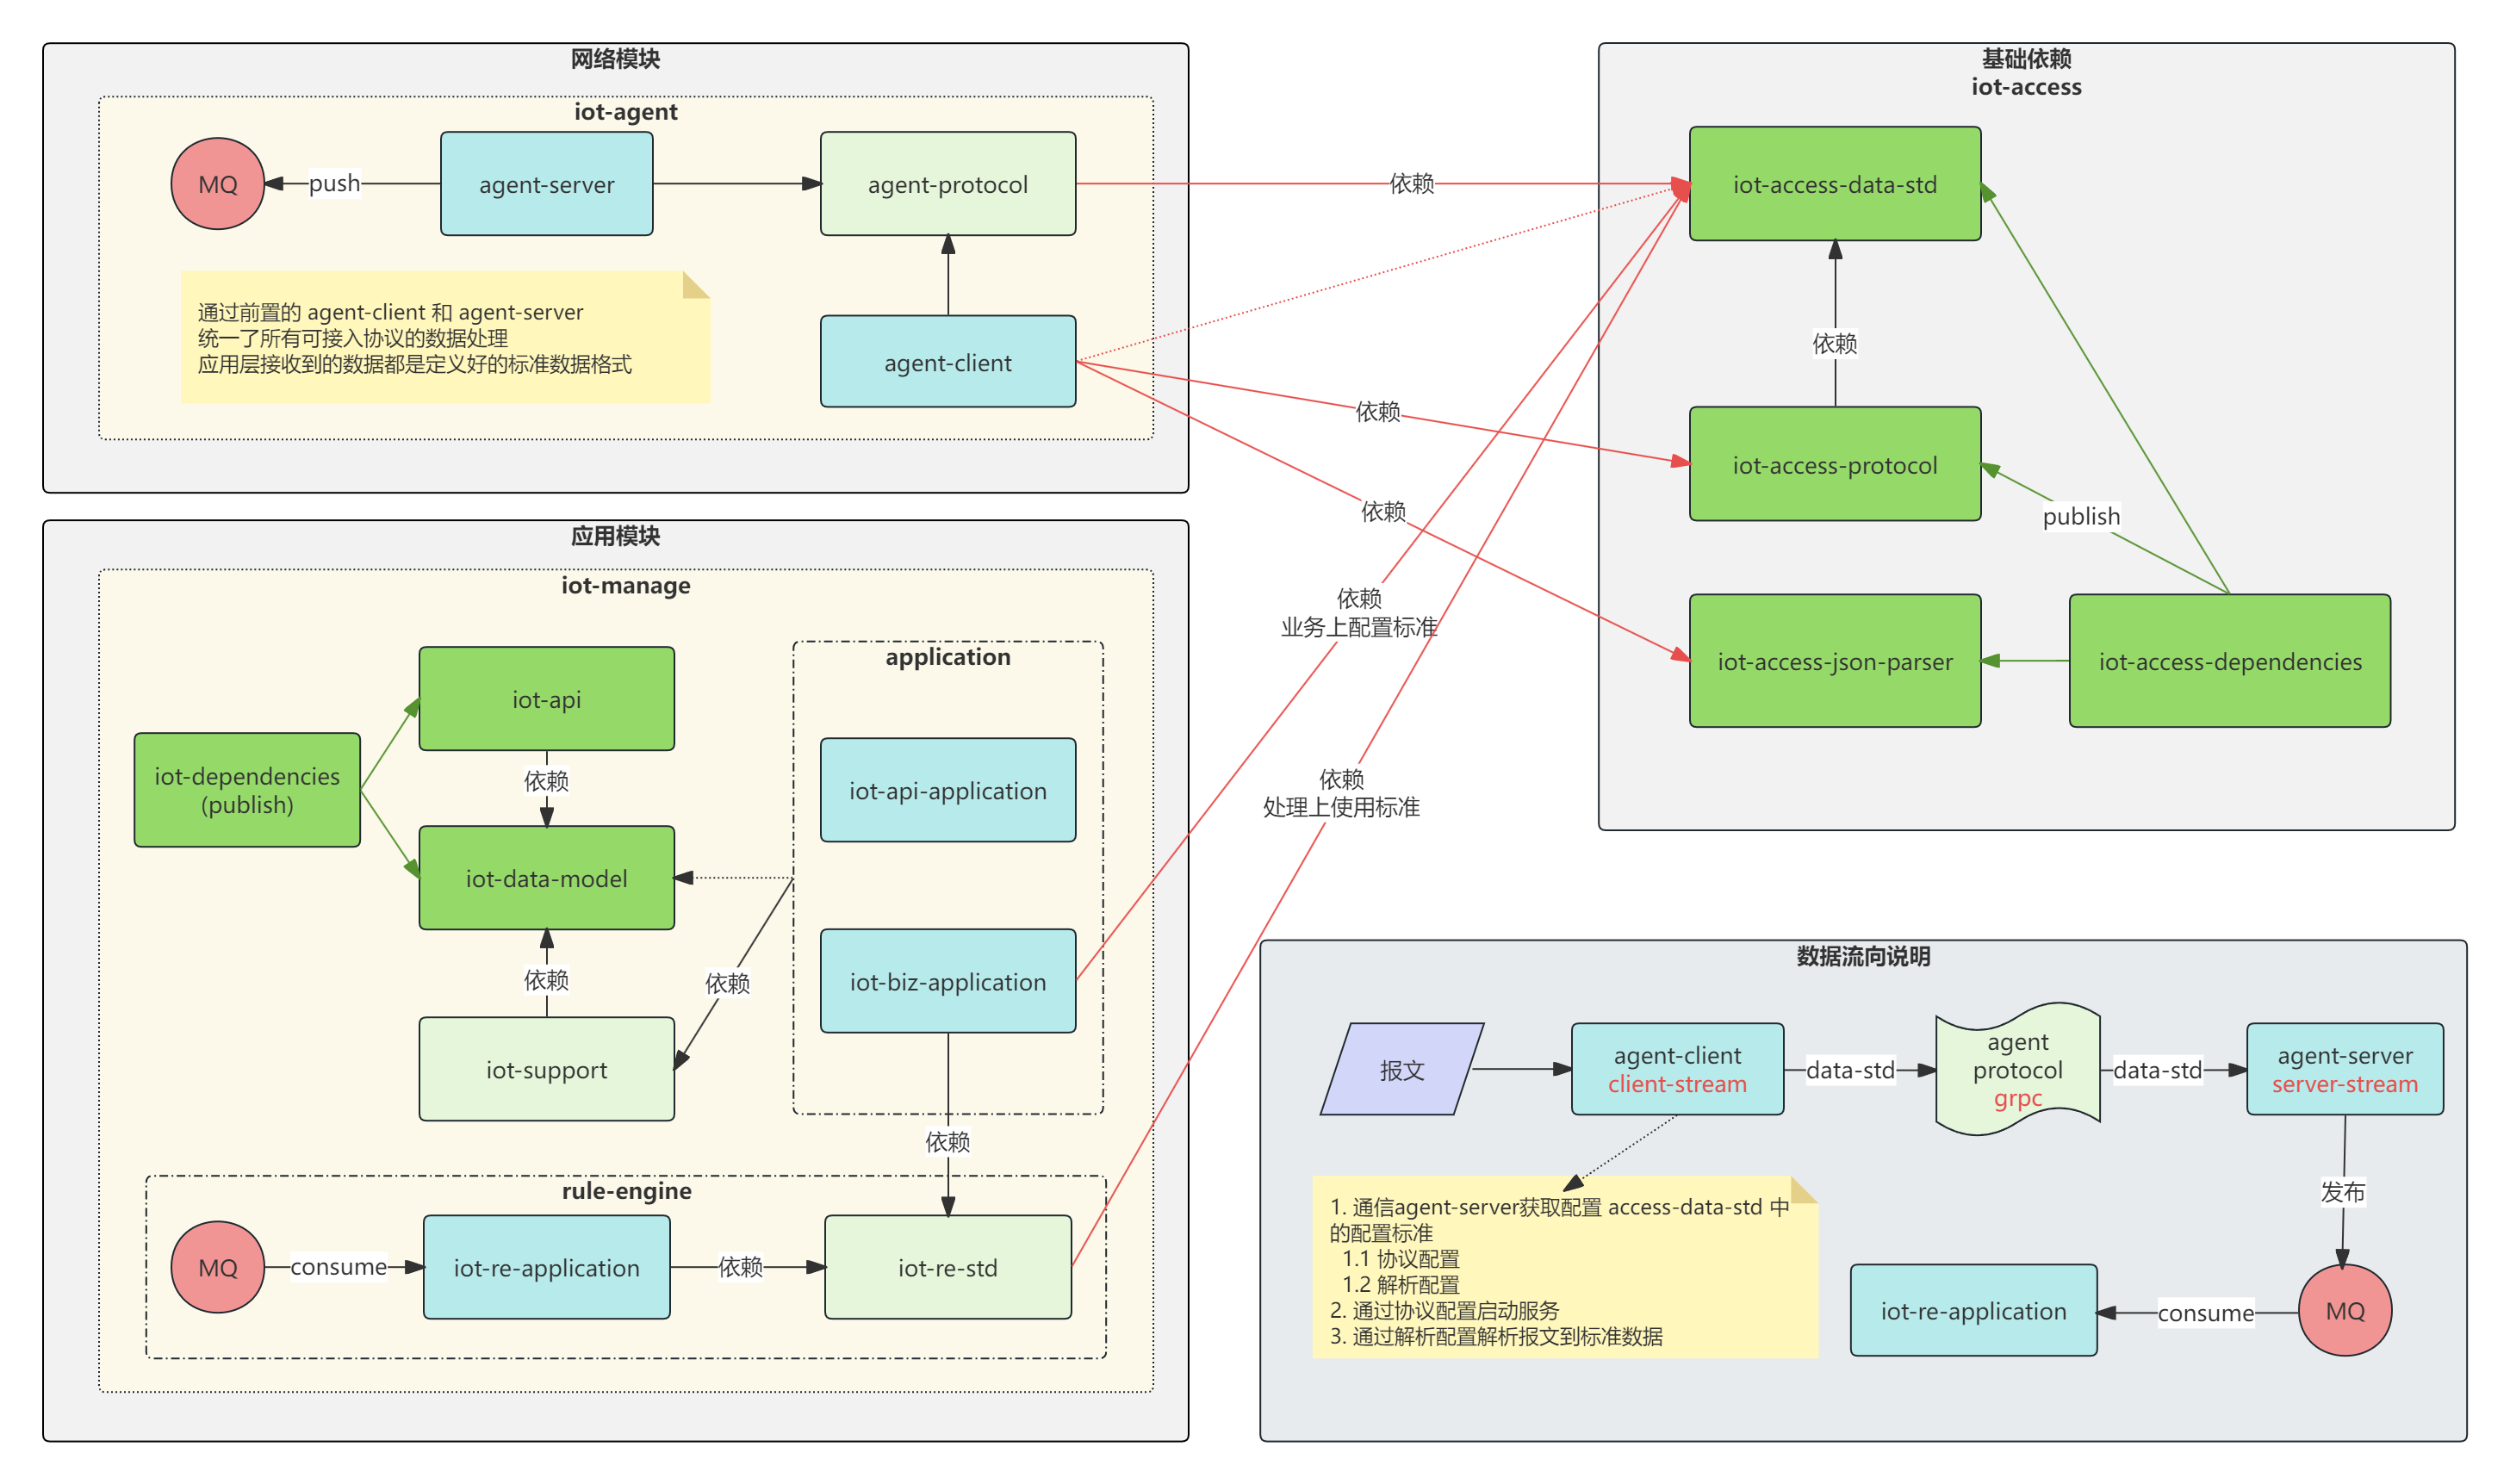 网络模块
iot-agent
MQ
push
agent-server
agent-protocol
通过前置的 agent-client 和 agent-server
统一了所有可接入协议的数据处理
应用层接收到的数据都是定义好的标准数据格式
agent-client
依赖
依赖
依赖
依赖
业务上配置标准
依赖
处理上使用标准
基础依赖
iot-access
iot-access-data-std
依赖
iot-access-protocol
publish
iot-access-json-parser
iot-access-dependencies
应用模块
iot-manage
iot-dependencies
(publish)
iot-api
依赖
iot-data-model
依赖
iot-support
依赖
application
iot-api-application
iot-biz-application
依赖
rule-engine
MQ
consume
iot-re-application
依赖
iot-re-std
数据流向说明
报文
agent-client
client-stream
data-std
agent
protocol
grpc
data-std
agent-server
server-stream
发布
1. 通信agent-server获取配置 access-data-std 中
的配置标准
1.1 协议配置
1.2 解析配置
2. 通过协议配置启动服务
3. 通过解析配置解析报文到标准数据
iot-re-application
consume
MQ